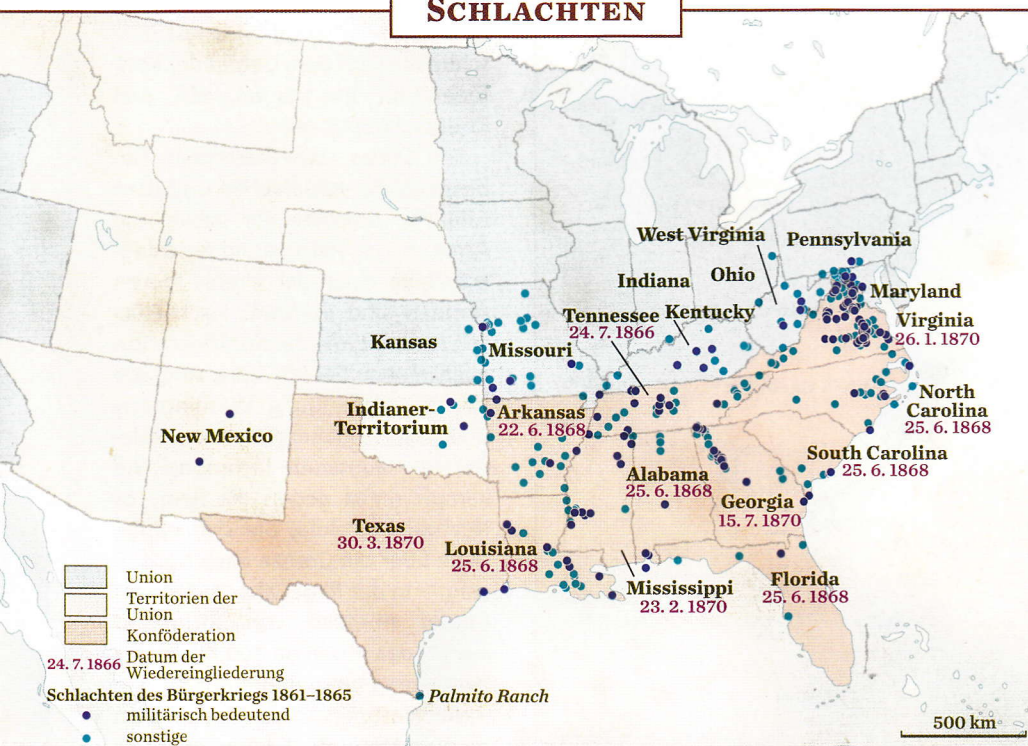 SCHLACHTEN
West Virginia
Pennsylvania
Indiana
Ohio
Maryland
Tennessee
24. 7. 1866
Kentucky
Virginia
26. 1. 1870
Kansas
Missouri
North
Carolina
25. 6. 1868
Indianer-
Territorium
Arkansas
22. 6. 1868
New Mexico
South Carolina
25. 6. 1868
Alabama
25. 6. 1868
Georgia
15. 7. 1870
Texas
30. 3. 1870
Louisiana
25. 6. 1868
Mississippi
23. 2. 1870
Florida
25. 6. 1868
Union
Territorien der
Union
Konföderation
24. 7. 1866 Datum der
Wiedereingliederung
Schlachten des Bürgerkriegs 1861–1865
militärisch bedeutend
sonstige
Palmito Ranch
500 km